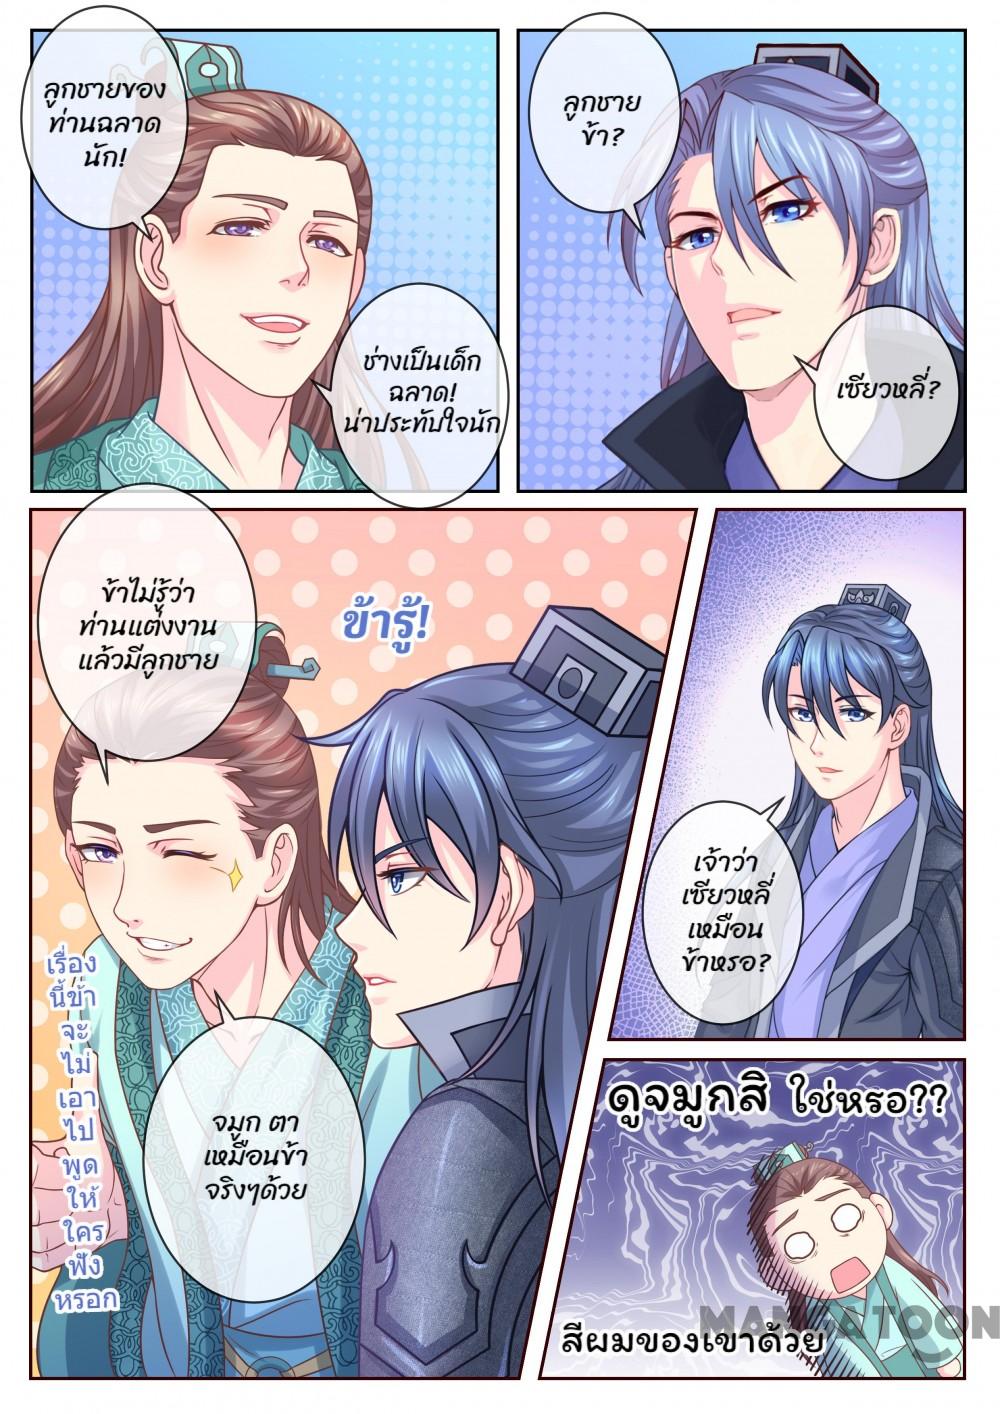 ลูกชายของ
ท่านฉลาด
นัก!
ช่างเป็นเด็ก
ฉลาด!
น่าประทับใจนัก
ลูกชาย
ข้า?
เซียวหลี่?
ข้าไม่รู้ว่า
ท่านแต่งงาน
แล้วมีลูกชาย
ข้ารู้!
เรื่อง
นี้ข้า
จะ
ไม่
เอา
ไป
พูด
ให้
ใคร
ฟัง
หรอก
จมูก ตา
เหมือนข้า
จริงๆด้วย
เจ้าว่า
เซียวหลี่
เหมือน
ข้าหรอ?
ดูจมูกสิ ใช่หรอ??
สีผมของเขาด้วย
MANGATOON